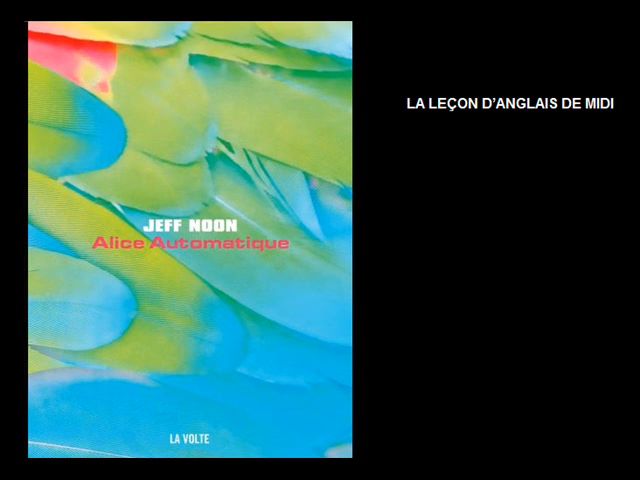 JEFF NOON
Alice Automatique
LA VOLTE
LA LEÇON D’ANGLAIS DE MIDI